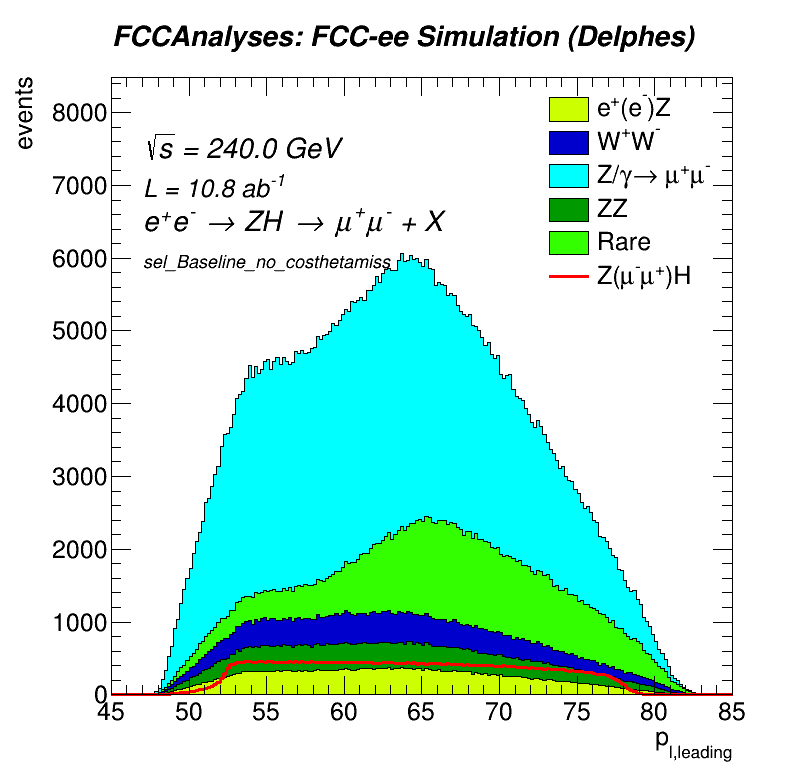 FCCAnalyses: FCC-ee Simulation (Delphes)
events
8000
7000
6000
5000
4000
3000
2000
1000
0
√s = 240.0 GeV
L = 10.8 ab⁻¹
e⁺e⁻ → ZH → μ⁺μ⁻ + X
sel_Baseline_no_costhetamiss
e⁺(e⁻)Z
W⁺W⁻
Z/γ→ μ⁺μ⁻
ZZ
Rare
Z(μ⁻μ⁺)H
45 50 55 60 65 70 75 80 85
p_l,leading